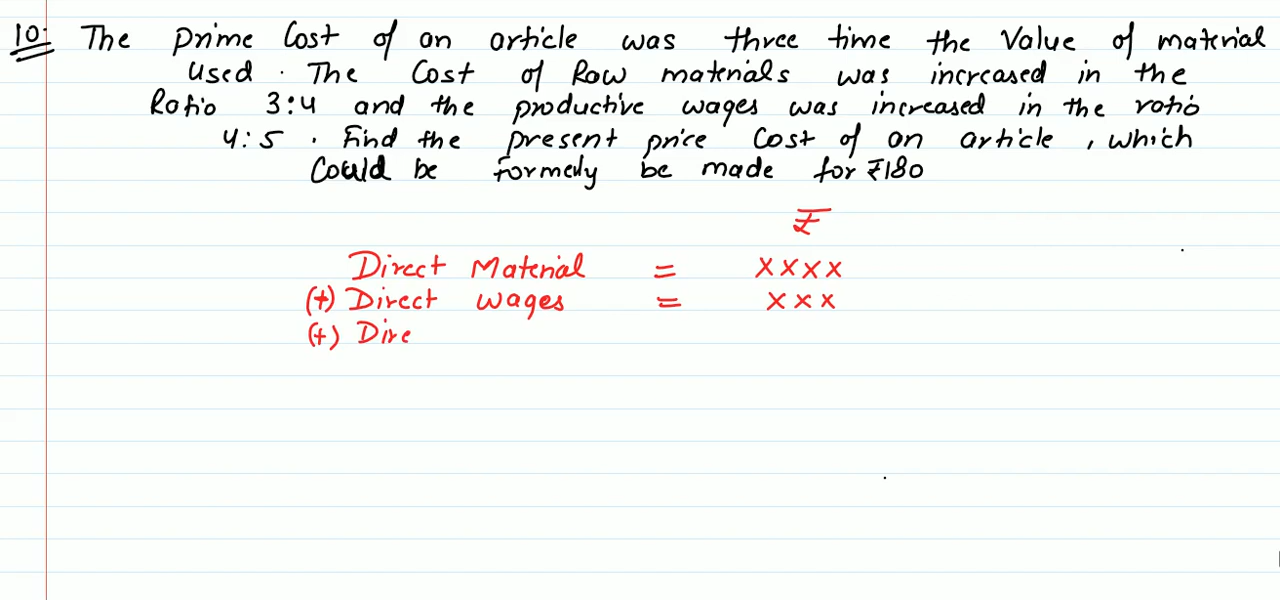 10. The prime Cost of an article was three time the Value of material
used. The Cost of Raw materials was increased in the
Ratio 3:4 and the productive wages was increased in the ratio
4:5. Find the present price Cost of an article, which
Could be formerly be made for ₹180
₹
Direct Material = xxxx
(+) Direct wages = xxx
(+) Dire